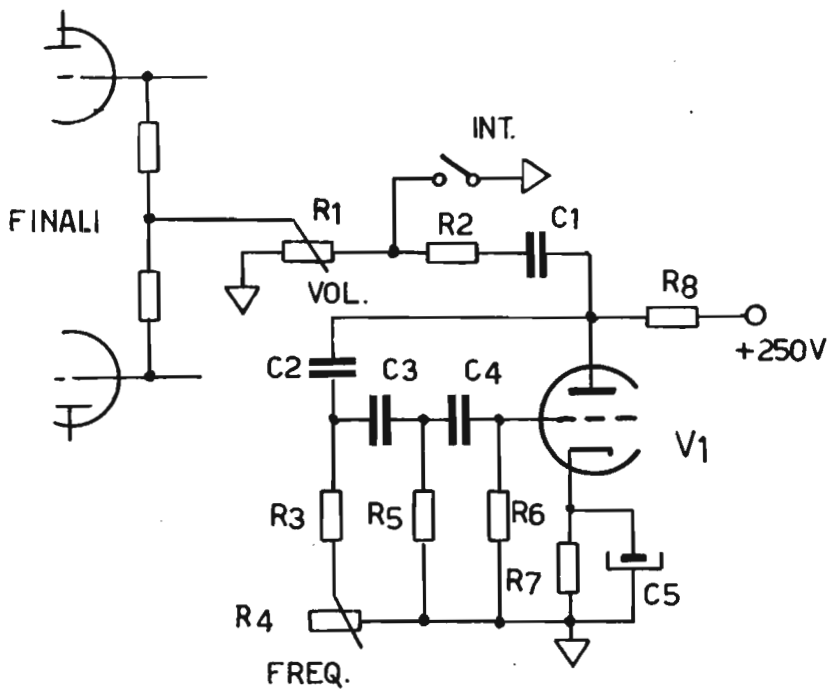 INT.
FINALI
R1
R2
C1
VOL.
R8
+250V
C2
C3
C4
V1
R3
R5
R6
R7
C5
R4
FREQ.